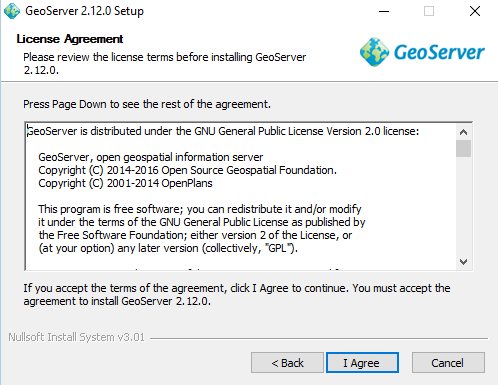 GeoServer 2.12.0 Setup
License Agreement
Please review the license terms before installing GeoServer
2.12.0.
GeoServer
Press Page Down to see the rest of the agreement.
GeoServer is distributed under the GNU General Public License Version 2.0 license:
GeoServer, open geospatial information server
Copyright (C) 2014-2016 Open Source Geospatial Foundation.
Copyright (C) 2001-2014 OpenPlans
This program is free software; you can redistribute it and/or modify
it under the terms of the GNU General Public License as published by
the Free Software Foundation; either version 2 of the License, or
(at your option) any later version (collectively, "GPL").
If you accept the terms of the agreement, click I Agree to continue. You must accept the
agreement to install GeoServer 2.12.0.
Nullsoft Install System v3.01
< Back
I Agree
Cancel